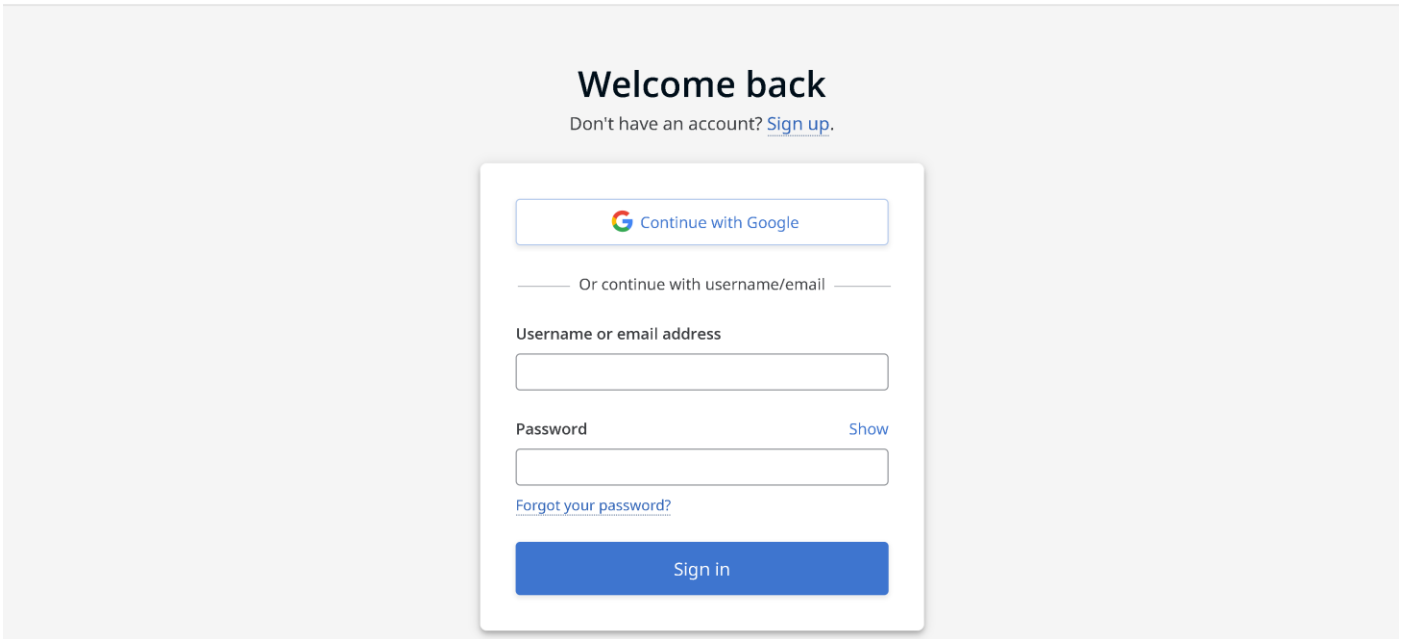 Welcome back
Don't have an account? Sign up.
Continue with Google
Or continue with username/email
Username or email address
Password Show
Forgot your password?
Sign in